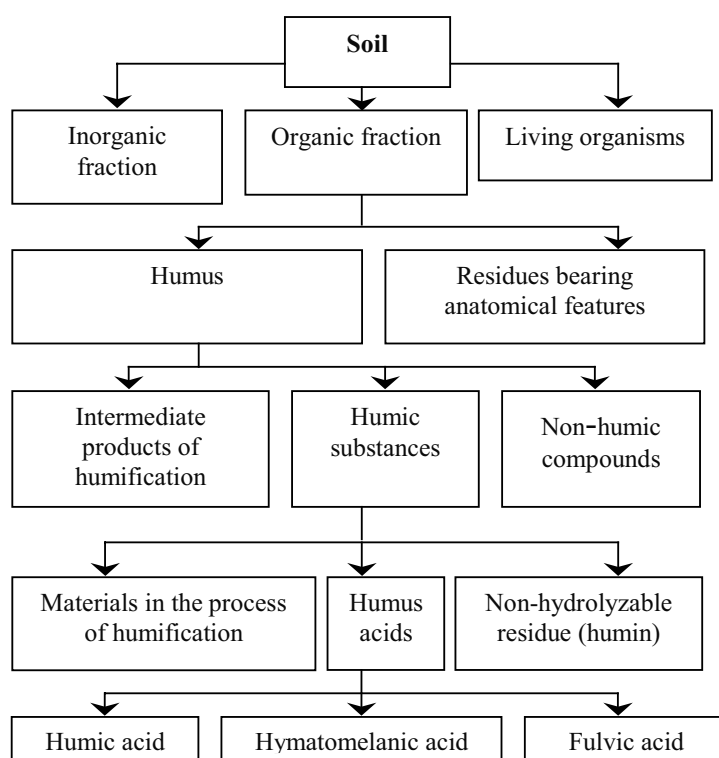 Soil
Inorganic
fraction
Organic fraction
Living organisms
Humus
Residues bearing
anatomical features
Intermediate
products of
humification
Humic
substances
Non-humic
compounds
Materials in the process
of humification
Humus
acids
Non-hydrolyzable
residue (humin)
Humic acid
Hymatomelanic acid
Fulvic acid